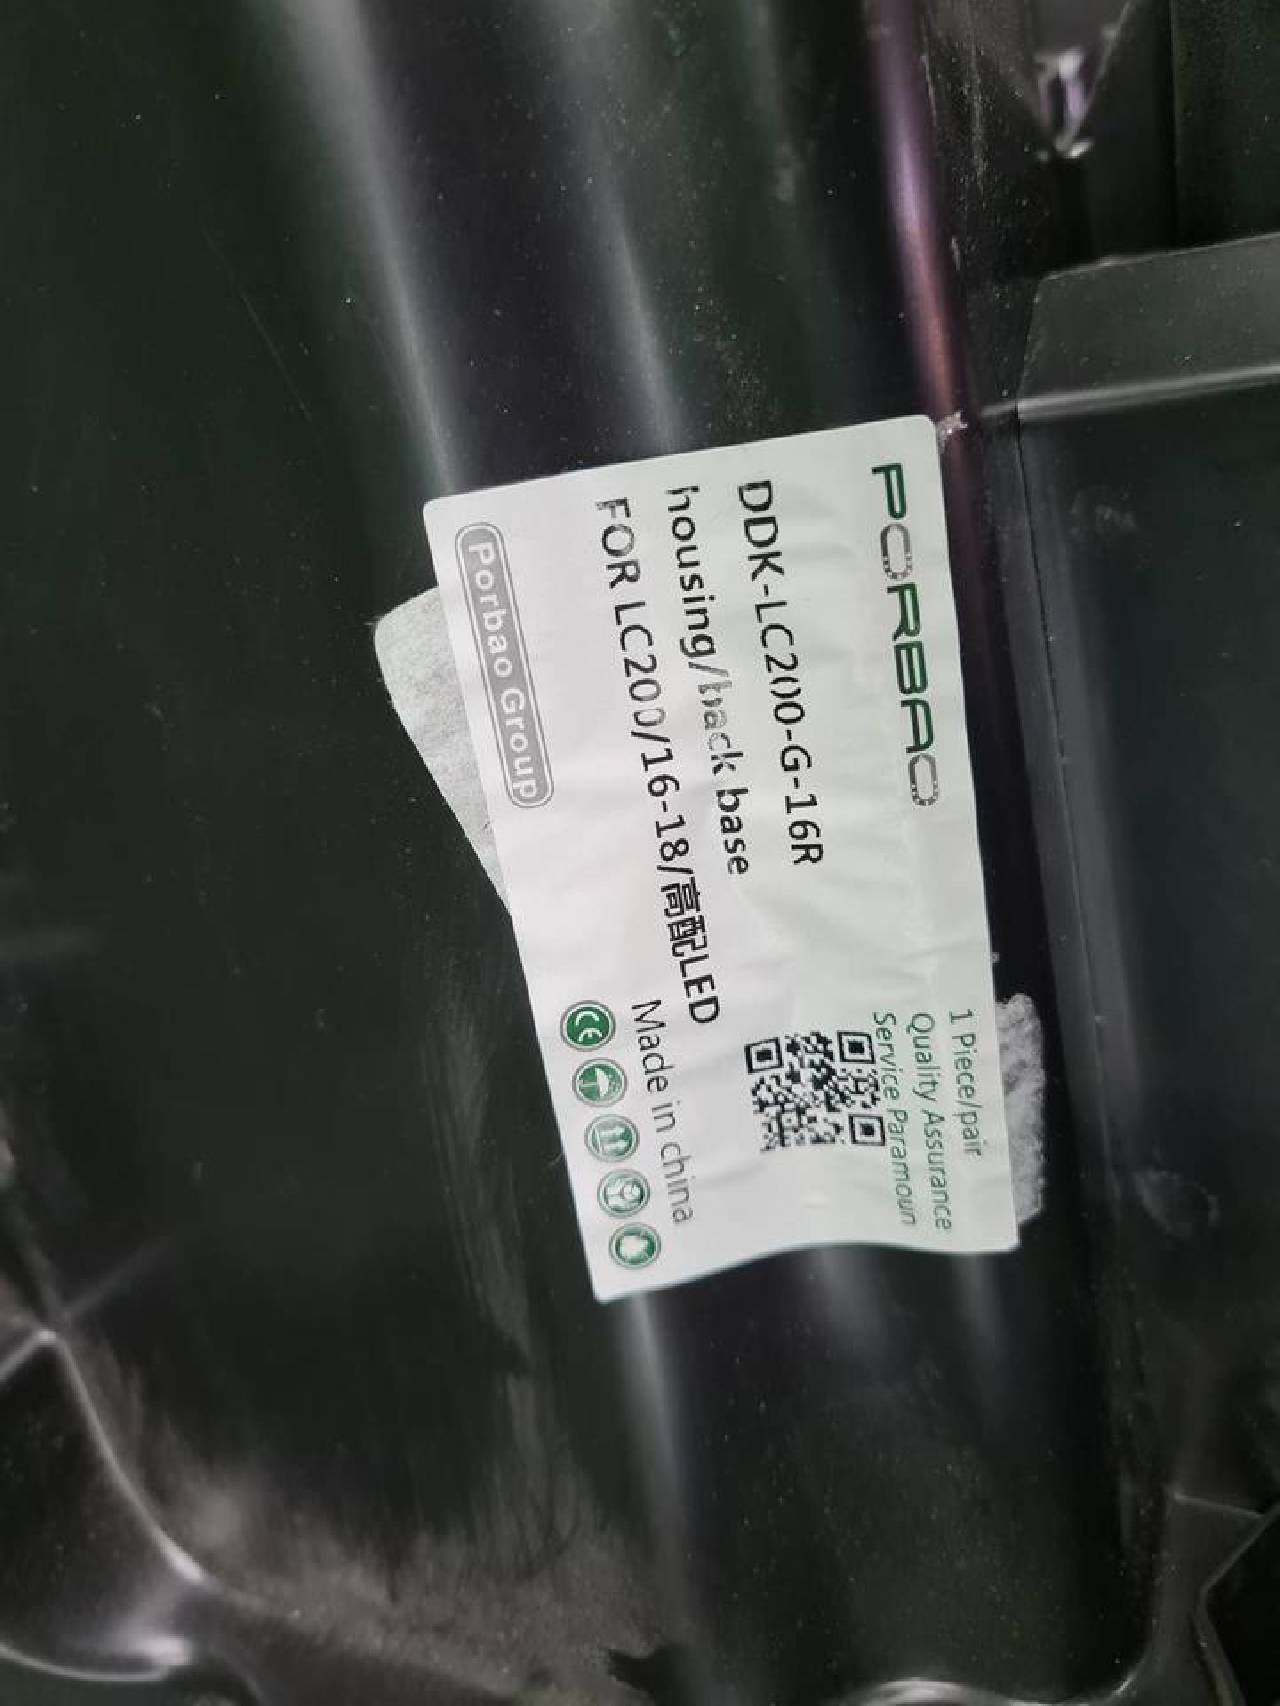 PORBAO
1 Piece/pair
Quality Assurance
Service Paramoun
DDK-LC200-G-16R
housing/back base
FOR LC200/16-18/高配LED
Made in china
Porbao Group
CE